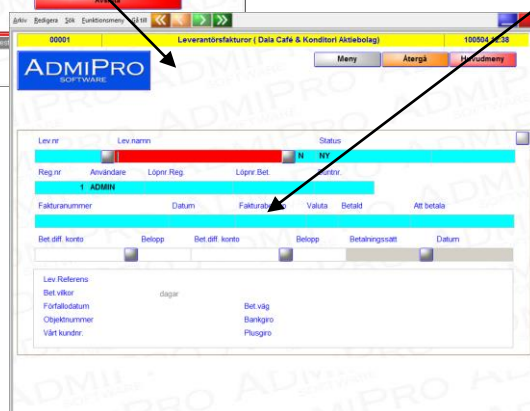 Arkiv Redigera Sök Funktionsmeny Gå till
00001 Leverantörsfakturor ( Dala Café & Konditori Aktiebolag) 100504 12:38
ADMIPRO
SOFTWARE
Meny Återgå Huvudmeny
Lev.nr Lev.namn Status
N NY
Reg.nr Användare Löpnr.Reg. Löpnr.Bet. Buntnr.
1 ADMIN
Fakturanummer Datum Fakturabelopp Valuta Betald Att betala
Bet.diff. konto Belopp Bet.diff. konto Belopp Betalningssätt Datum
Lev.Referens
Bet.vilkor dagar
Förfallodatum Bet.väg
Objektnummer Bankgiro
Vårt kundnr. Plusgiro